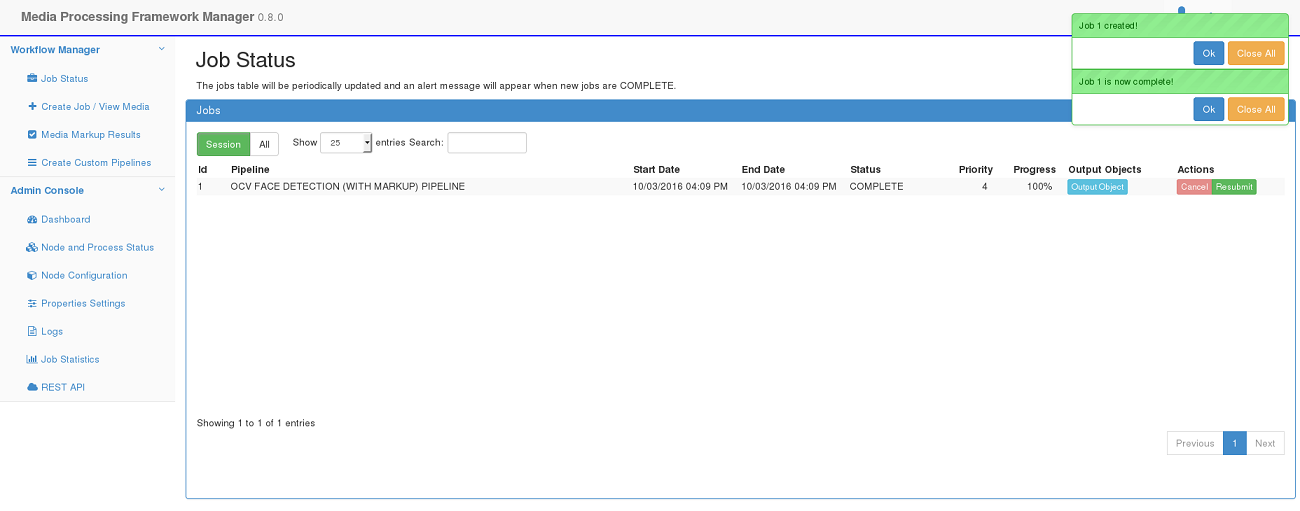 Media Processing Framework Manager 0.8.0
Job 1 created!
Ok Close All
Job 1 is now complete!
Ok Close All
Workflow Manager
Job Status
Create Job / View Media
Media Markup Results
Create Custom Pipelines
Admin Console
Dashboard
Node and Process Status
Node Configuration
Properties Settings
Logs
Job Statistics
REST API
Job Status
The jobs table will be periodically updated and an alert message will appear when new jobs are COMPLETE.
Jobs
Session All Show 25 entries Search:
Id Pipeline Start Date End Date Status Priority Progress Output Objects Actions
1 OCV FACE DETECTION (WITH MARKUP) PIPELINE 10/03/2016 04:09 PM 10/03/2016 04:09 PM COMPLETE 4 100% Output Object Cancel Resubmit
Showing 1 to 1 of 1 entries
Previous 1 Next